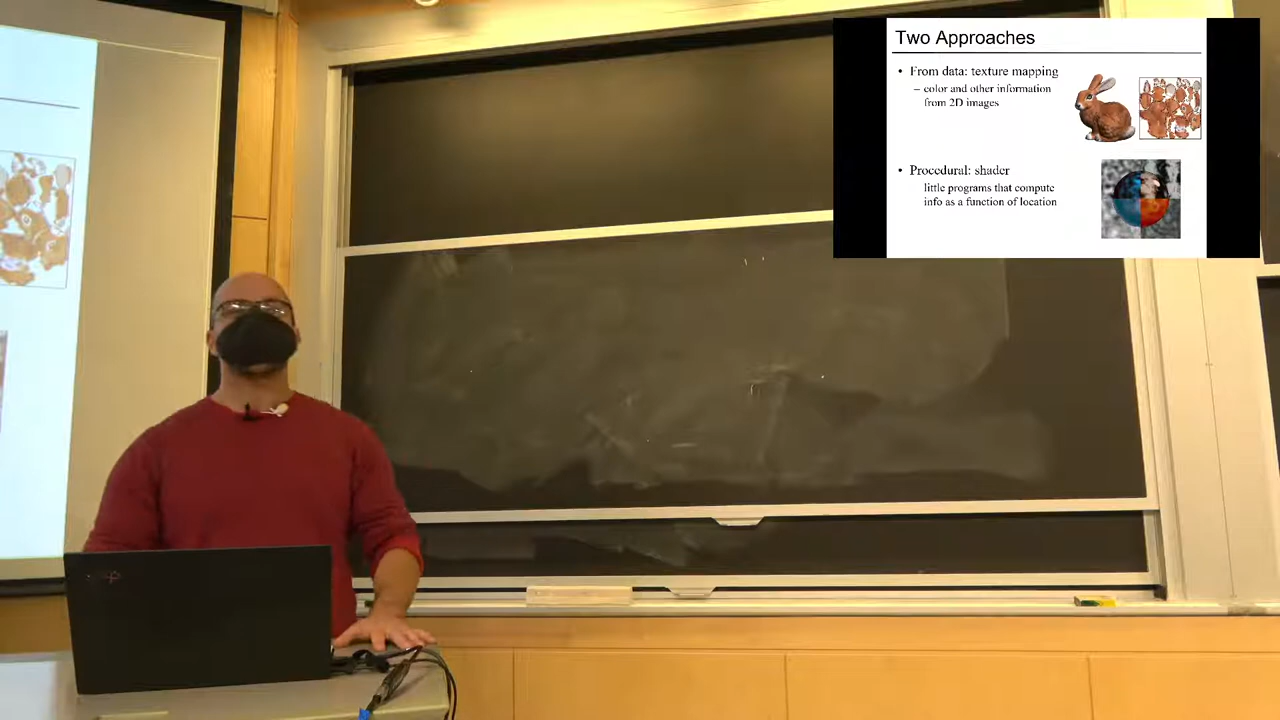 Two Approaches
• From data: texture mapping
– color and other information
from 2D images
• Procedural: shader
little programs that compute
info as a function of location